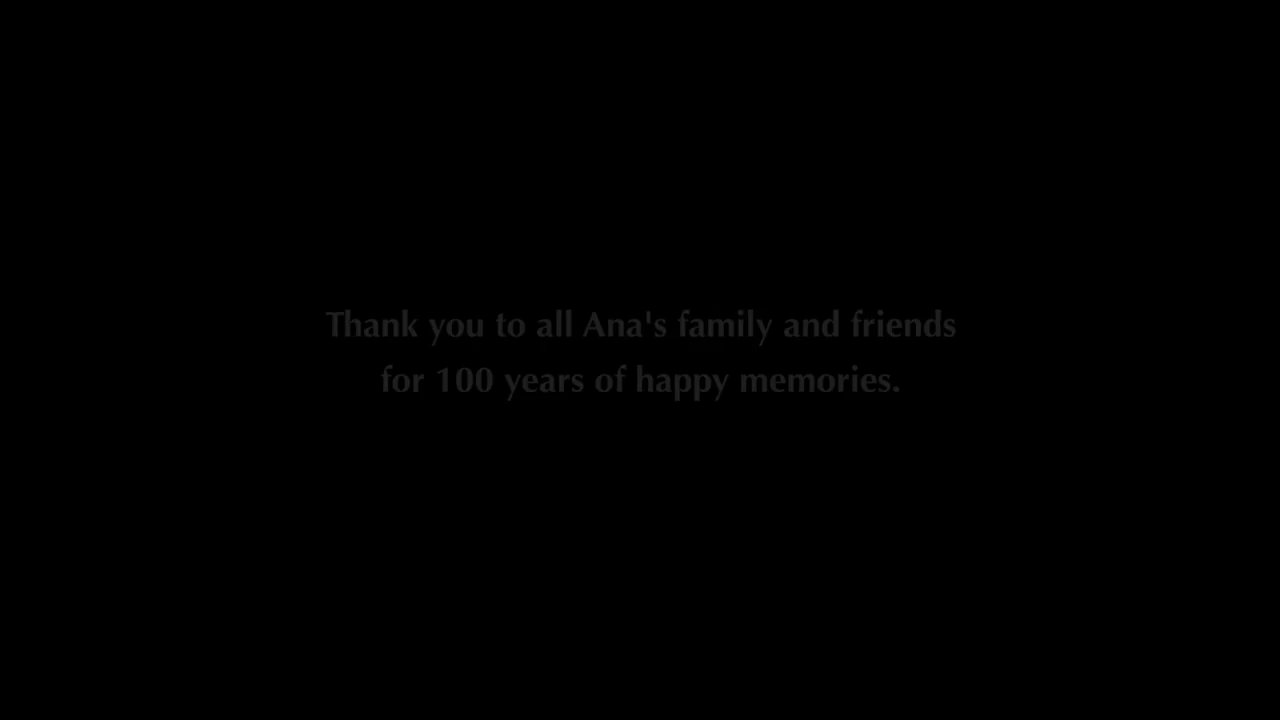 Thank you to all Ana's family and friends
for 100 years of happy memories.